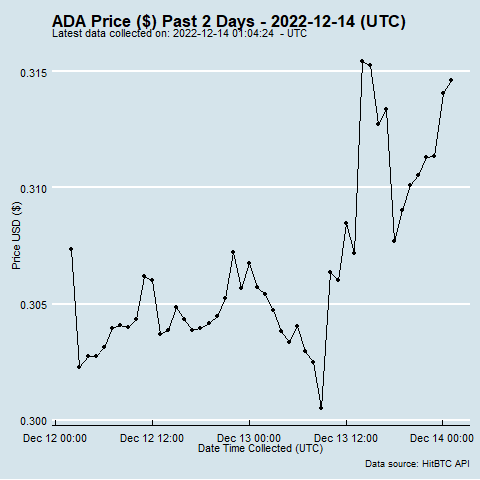 ADA Price ($) Past 2 Days - 2022-12-14 (UTC)
Latest data collected on: 2022-12-14 01:04:24  - UTC
0.315
0.310
0.305
0.300
Price USD ($)
Dec 12 00:00 Dec 12 12:00 Dec 13 00:00 Dec 13 12:00 Dec 14 00:00
Date Time Collected (UTC)
Data source: HitBTC API